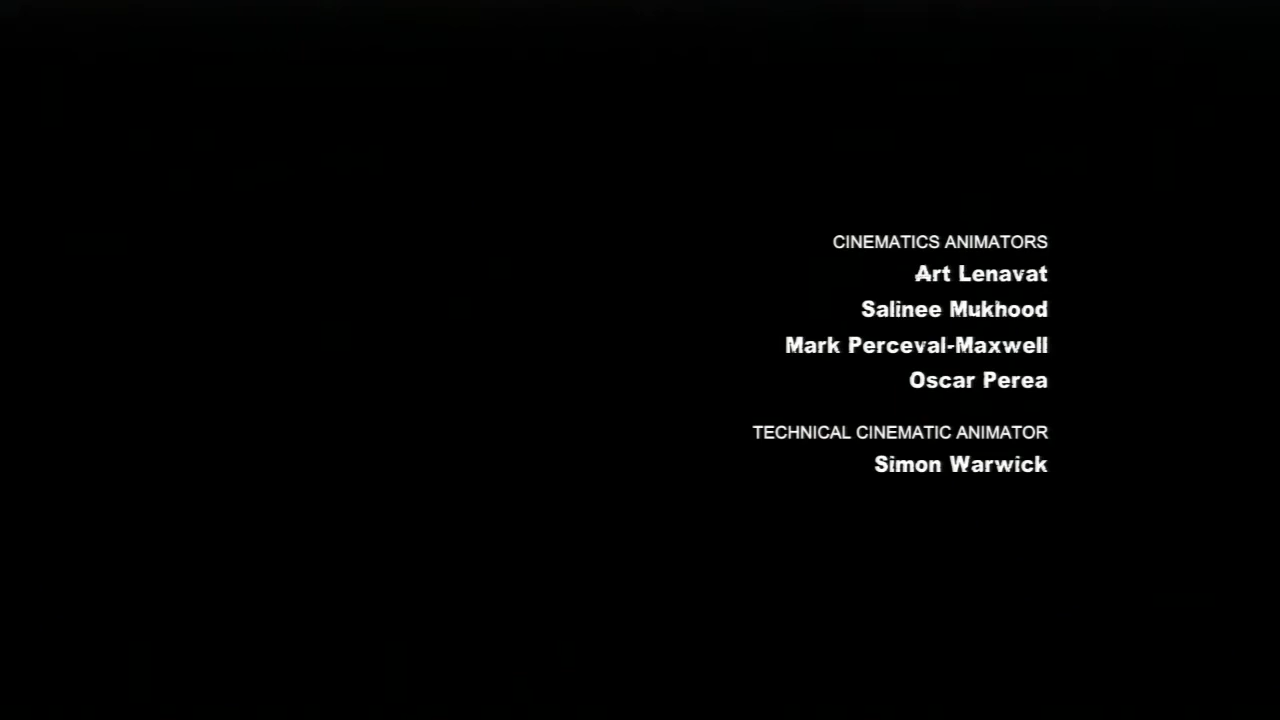 CINEMATICS ANIMATORS
Art Lenavat
Salinee Mukhood
Mark Perceval-Maxwell
Oscar Perea
TECHNICAL CINEMATIC ANIMATOR
Simon Warwick